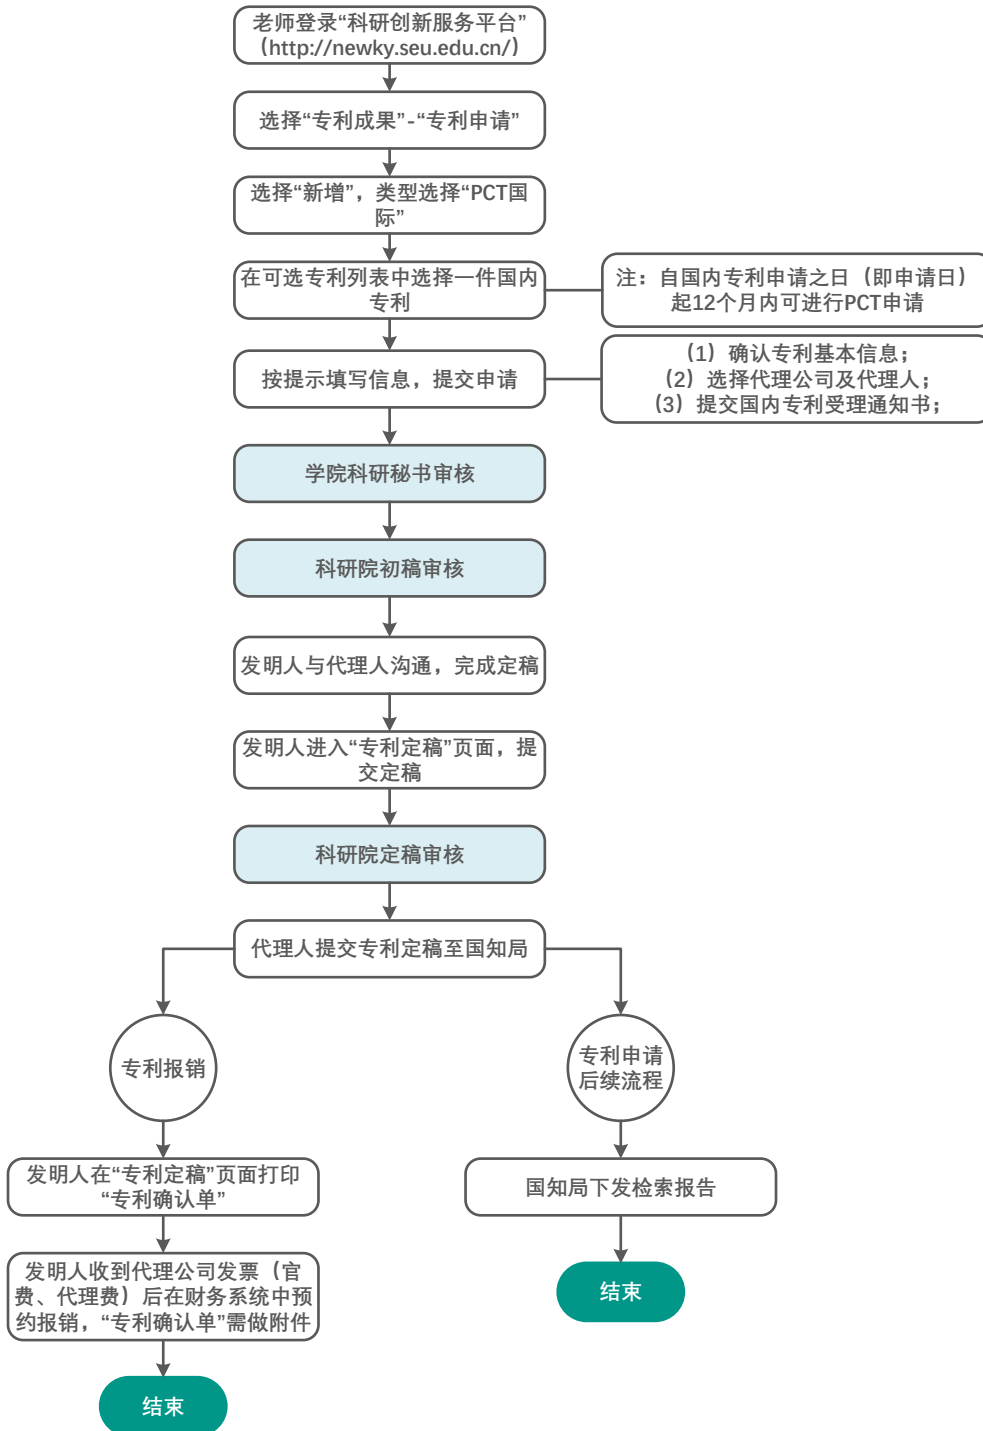 老师登录“科研创新服务平台”
（http://newky.seu.edu.cn/）
选择“专利成果”-“专利申请”
选择“新增”，类型选择“PCT国
际”
在可选专利列表中选择一件国内
专利
注：自国内专利申请之日（即申请日）
起12个月内可进行PCT申请
按提示填写信息，提交申请
（1）确认专利基本信息；
（2）选择代理公司及代理人；
（3）提交国内专利受理通知书；
学院科研秘书审核
科研院初稿审核
发明人与代理人沟通，完成定稿
发明人进入“专利定稿”页面，提
交定稿
科研院定稿审核
代理人提交专利定稿至国知局
专利报销
专利申请
后续流程
发明人在“专利定稿”页面打印
“专利确认单”
国知局下发检索报告
发明人收到代理公司发票（官
费、代理费）后在财务系统中预
约报销，“专利确认单”需做附件
结束
结束